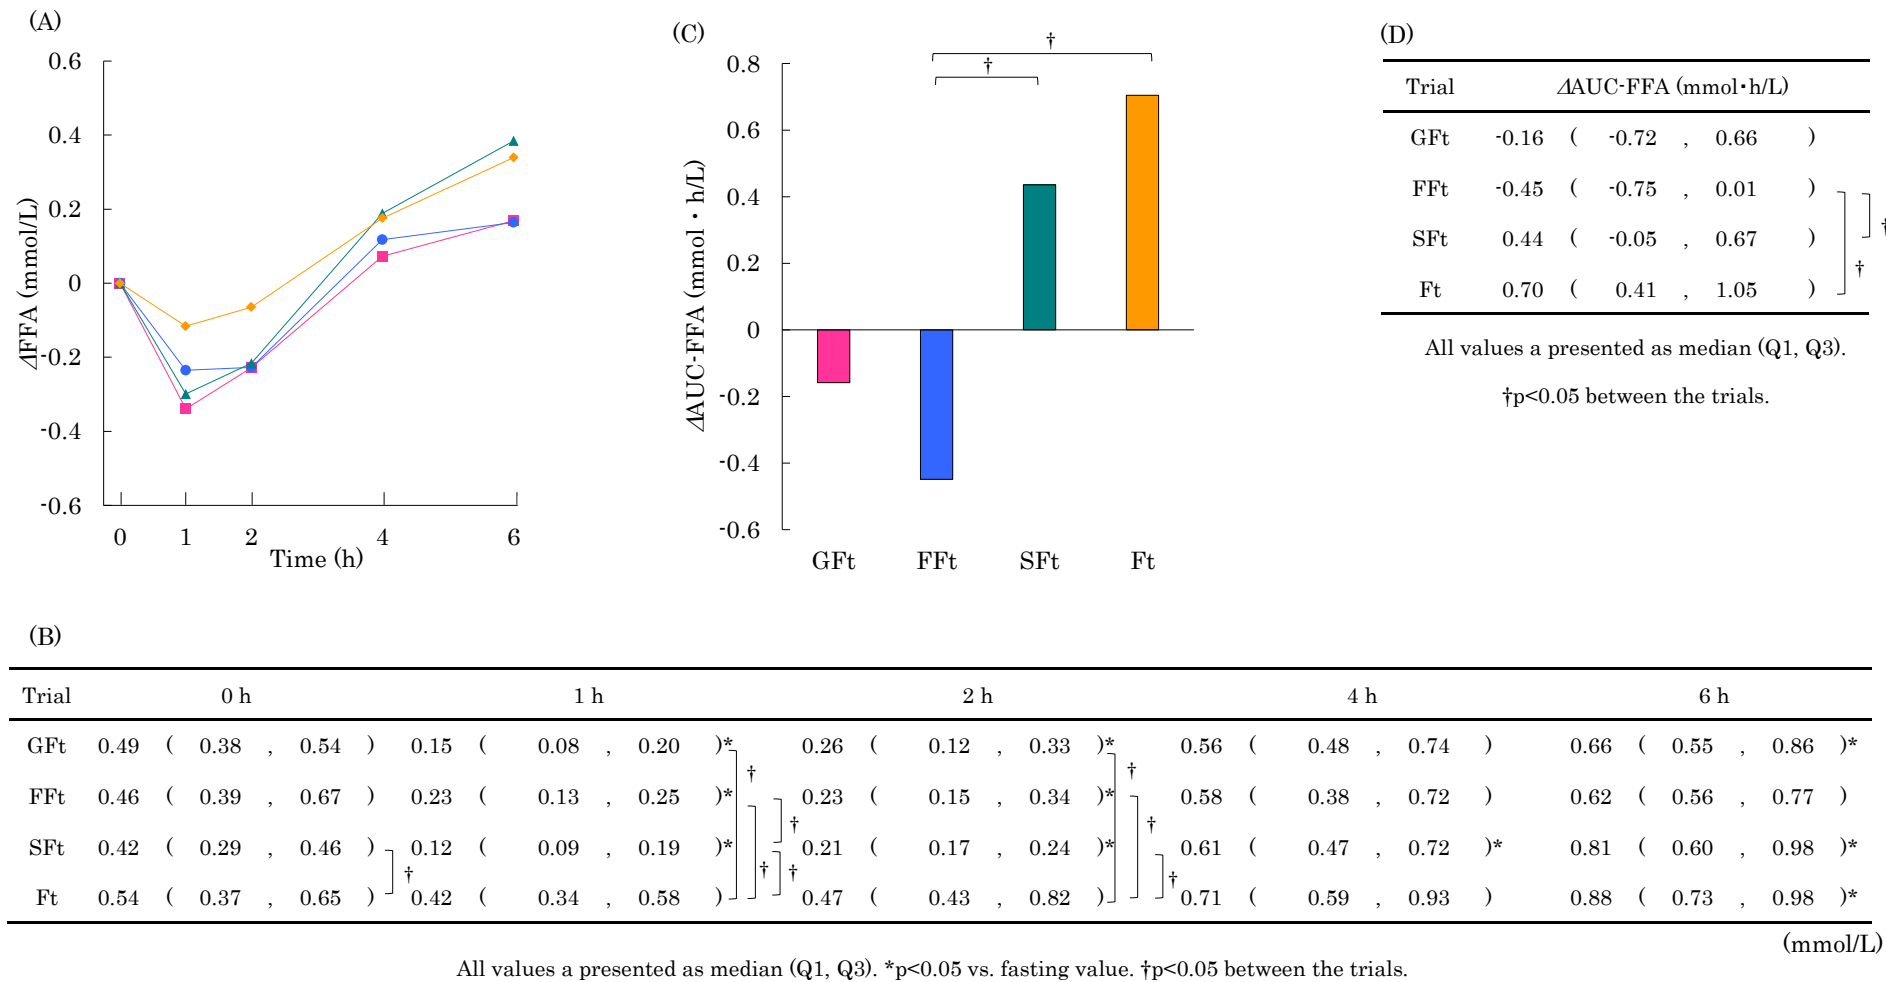 (A)
0.6
0.4
0.2
0
-0.2
-0.4
-0.6
ΔFFA (mmol/L)
0 1 2 4 6
Time (h)
(C)
†
†
0.8
0.6
0.4
0.2
0
-0.2
-0.4
-0.6
ΔAUC-FFA (mmol・h/L)
GFt FFt SFt Ft
(D)
Trial ΔAUC-FFA (mmol・h/L)
GFt -0.16 ( -0.72 , 0.66 )
FFt -0.45 ( -0.75 , 0.01 )
SFt 0.44 ( -0.05 , 0.67 ) †
Ft 0.70 ( 0.41 , 1.05 ) †
All values a presented as median (Q1, Q3).
†p<0.05 between the trials.
(B)
Trial 0 h 1 h 2 h 4 h 6 h
GFt 0.49 ( 0.38 , 0.54 ) 0.15 ( 0.08 , 0.20 )* † 0.26 ( 0.12 , 0.33 )* † 0.56 ( 0.48 , 0.74 ) 0.66 ( 0.55 , 0.86 )*
FFt 0.46 ( 0.39 , 0.67 ) 0.23 ( 0.13 , 0.25 )* † 0.23 ( 0.15 , 0.34 )* † 0.58 ( 0.38 , 0.72 ) 0.62 ( 0.56 , 0.77 )
SFt 0.42 ( 0.29 , 0.46 ) † 0.12 ( 0.09 , 0.19 )* † † 0.21 ( 0.17 , 0.24 )* † 0.61 ( 0.47 , 0.72 )* 0.81 ( 0.60 , 0.98 )*
Ft 0.54 ( 0.37 , 0.65 ) 0.42 ( 0.34 , 0.58 ) 0.47 ( 0.43 , 0.82 ) 0.71 ( 0.59 , 0.93 ) 0.88 ( 0.73 , 0.98 )*
(mmol/L)
All values a presented as median (Q1, Q3). *p<0.05 vs. fasting value. †p<0.05 between the trials.